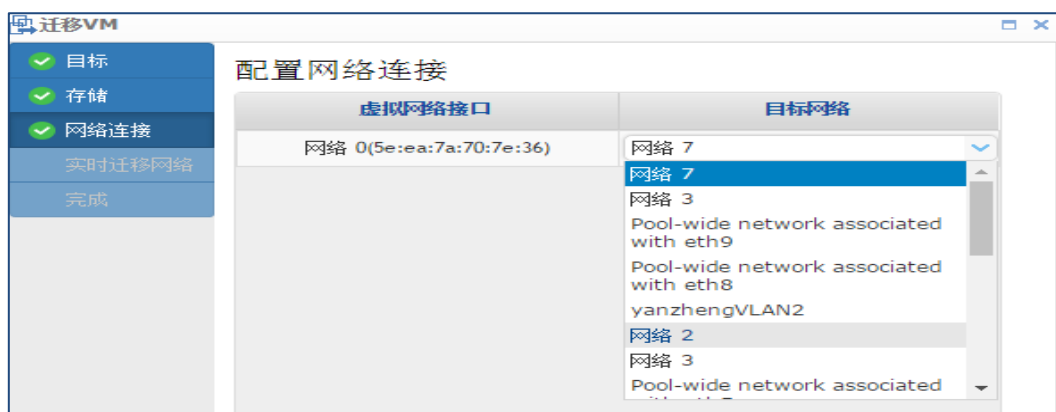 迁移VM
目标
存储
网络连接
实时迁移网络
完成
配置网络连接
虚拟网络接口 目标网络
网络 0(5e:ea:7a:70:7e:36) 网络 7
网络 7
网络 3
Pool-wide network associated
with eth9
Pool-wide network associated
with eth8
yanzhengVLAN2
网络 2
网络 3
Pool-wide network associated